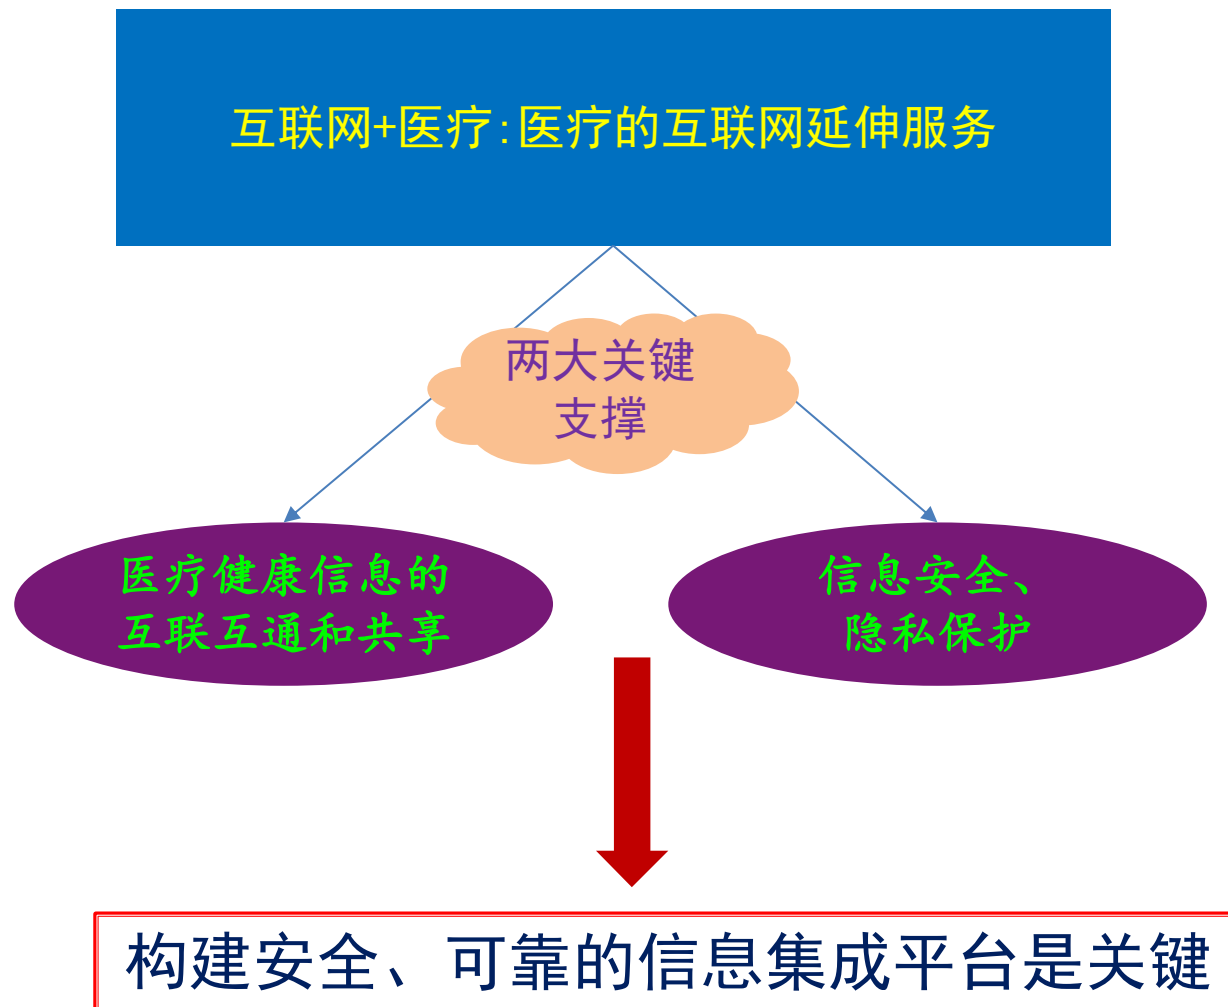 互联网+医疗:医疗的互联网延伸服务
两大关键
支撑
医疗健康信息的
互联互通和共享
信息安全、
隐私保护
构建安全、可靠的信息集成平台是关键